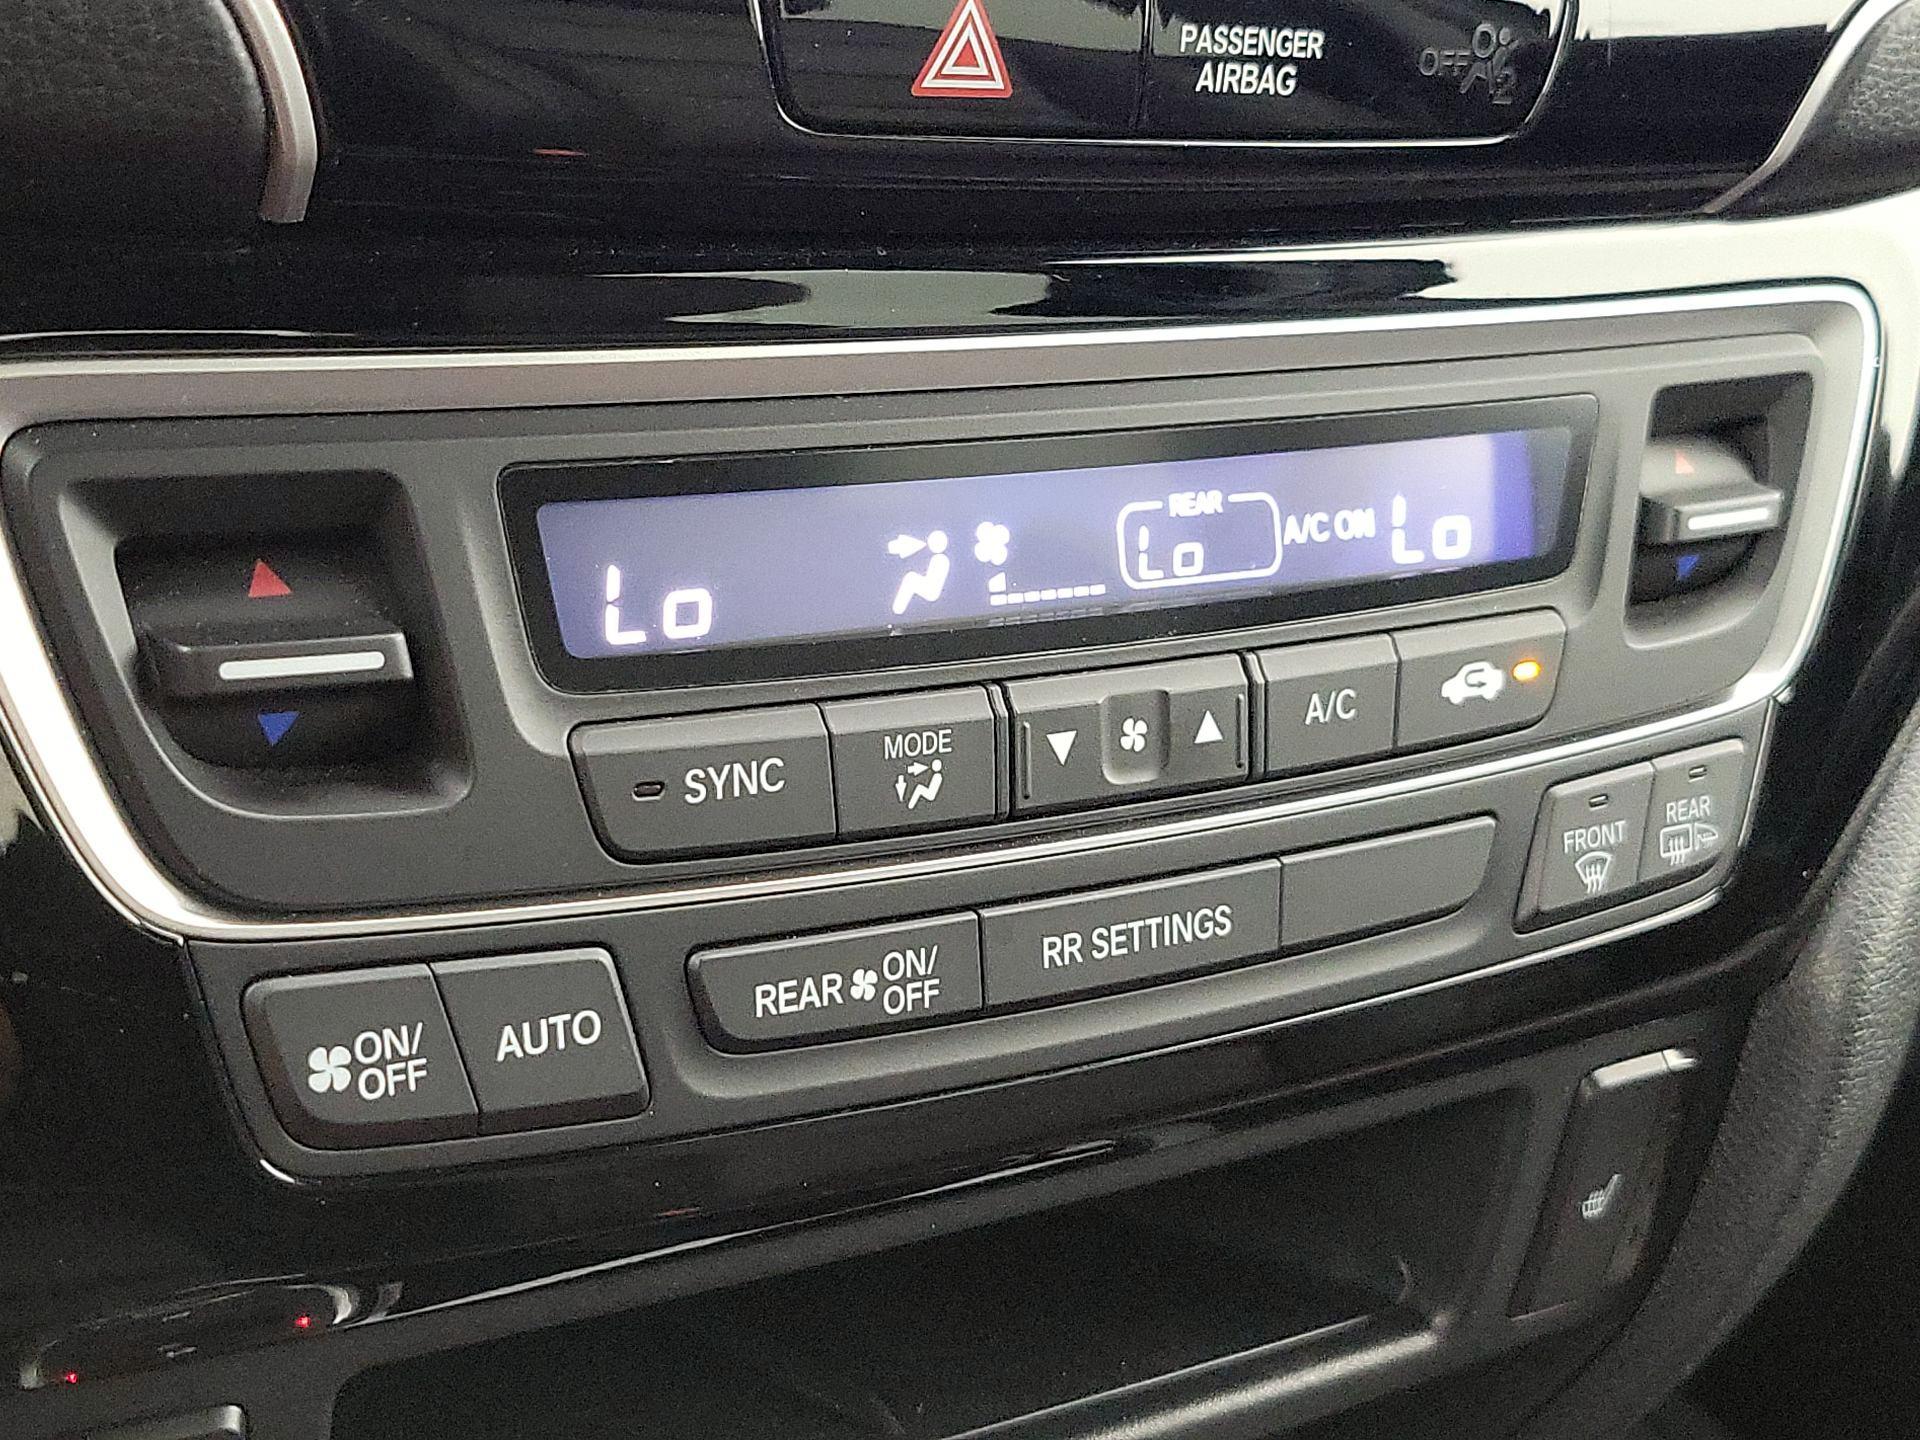 PASSENGER
AIRBAG
OFF
2
REAR
Lo
Lo
A/C ON
Lo
SYNC
MODE
A/C
FRONT
REAR
ON/
OFF
AUTO
REAR ON/
OFF
RR SETTINGS